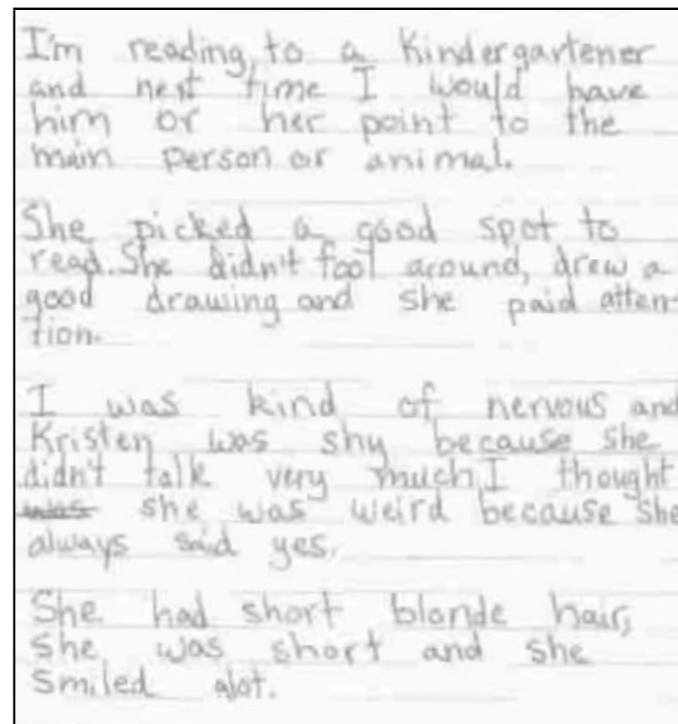 I'm reading, to a Kindergartener
and next time I would have
him or her point to the
main person or animal.
She picked a good spot to
read. She didn't fool around, drew a
good drawing and she paid atten-
tion.
I was kind of nervous and
Kristen was shy because she
didn't talk very much, I thought
was she was weird because she
always said yes.
She had short blonde hair,
she was short and she
smiled alot.